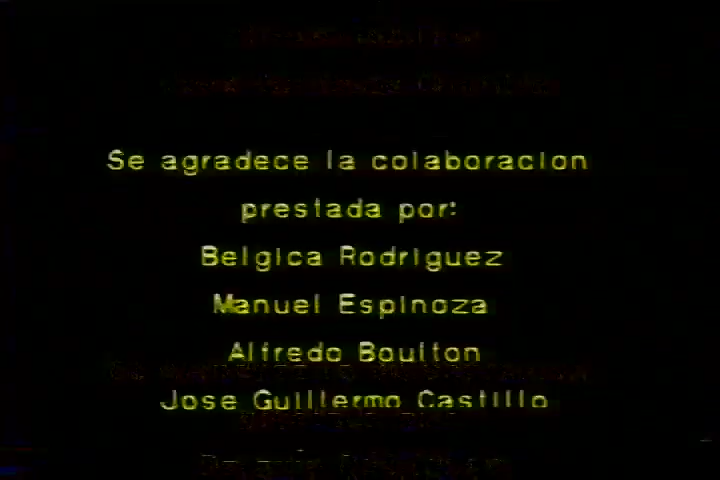 Se agradece la colaboracion
prestada por:
Belgica Rodriguez
Manuel Espinoza
Alfredo Boulton
Jose Guillermo Castillo